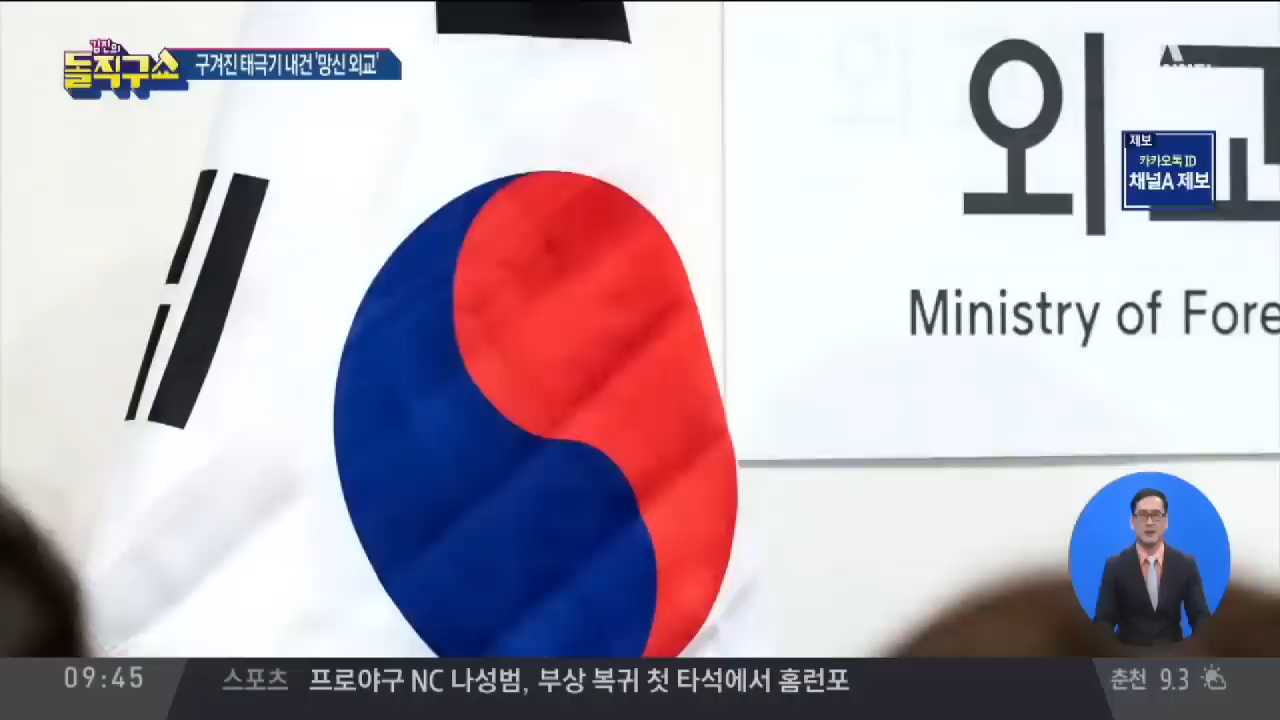 김진의
돌직구쇼
구겨진 태극기 내건 '망신 외교'
외교
Ministry of Fore
제보
카카오톡 ID
채널A 제보
09:45
스포츠 프로야구 NC 나성범, 부상 복귀 첫 타석에서 홈런포
춘천 9.3